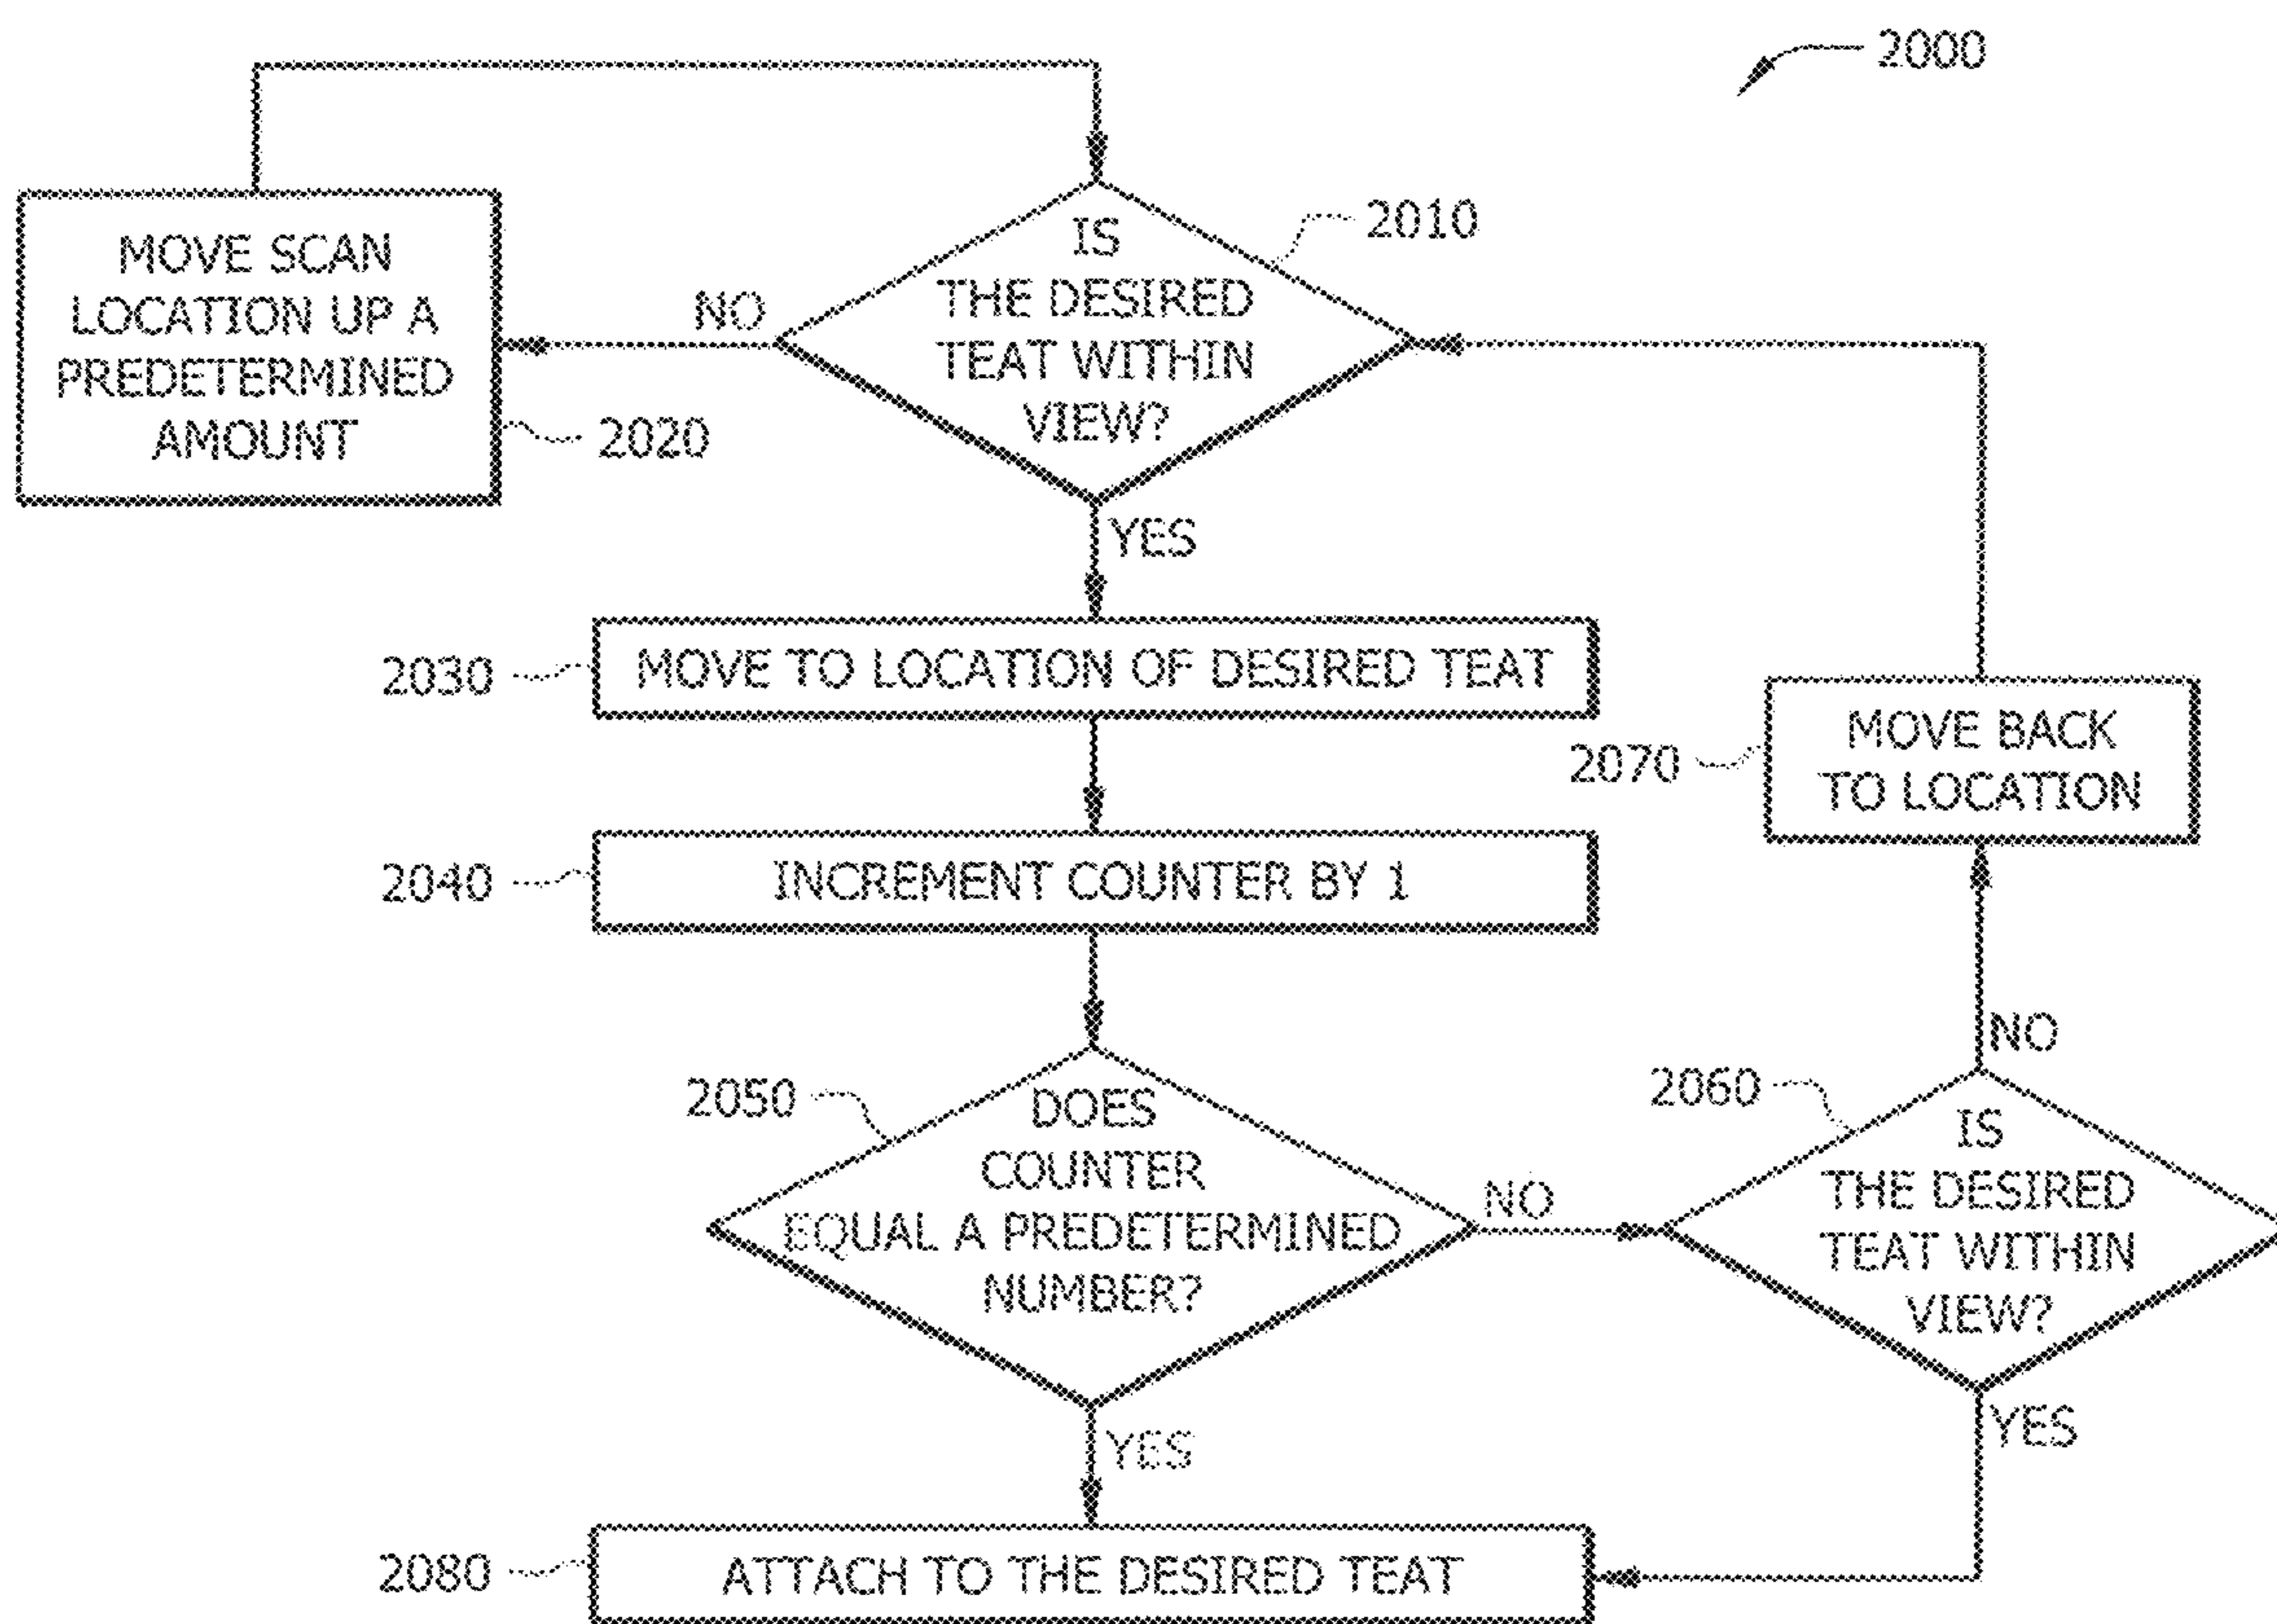 2000
MOVE SCAN
LOCATION UP A
PREDETERMINED
AMOUNT
2020
NO
IS
THE DESIRED
TEAT WITHIN
VIEW?
2010
YES
2030
MOVE TO LOCATION OF DESIRED TEAT
2070
MOVE BACK
TO LOCATION
2040
INCREMENT COUNTER BY 1
2050
DOES
COUNTER
EQUAL A PREDETERMINED
NUMBER?
NO
2060
IS
THE DESIRED
TEAT WITHIN
VIEW?
NO
YES
YES
2080
ATTACH TO THE DESIRED TEAT